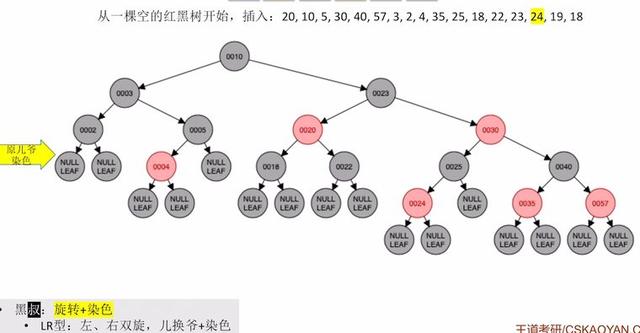 从一棵空的红黑树开始，插入：20, 10, 5, 30, 40, 57, 3, 2, 4, 35, 25, 18, 22, 23, 24, 19, 18
0010
0003 0023
0002 0005 0020 0030
原儿爷
染色
NULL LEAF NULL LEAF 0004 NULL LEAF 0018 0022 0025 0040
NULL LEAF NULL LEAF NULL LEAF NULL LEAF NULL LEAF NULL LEAF 0024 NULL LEAF 0035 0057
NULL LEAF NULL LEAF NULL LEAF NULL LEAF NULL LEAF NULL LEAF
• 黑叔：旋转+染色
• LR型：左、右双旋，儿换爷+染色
王道考研/CSKAOYAN.C